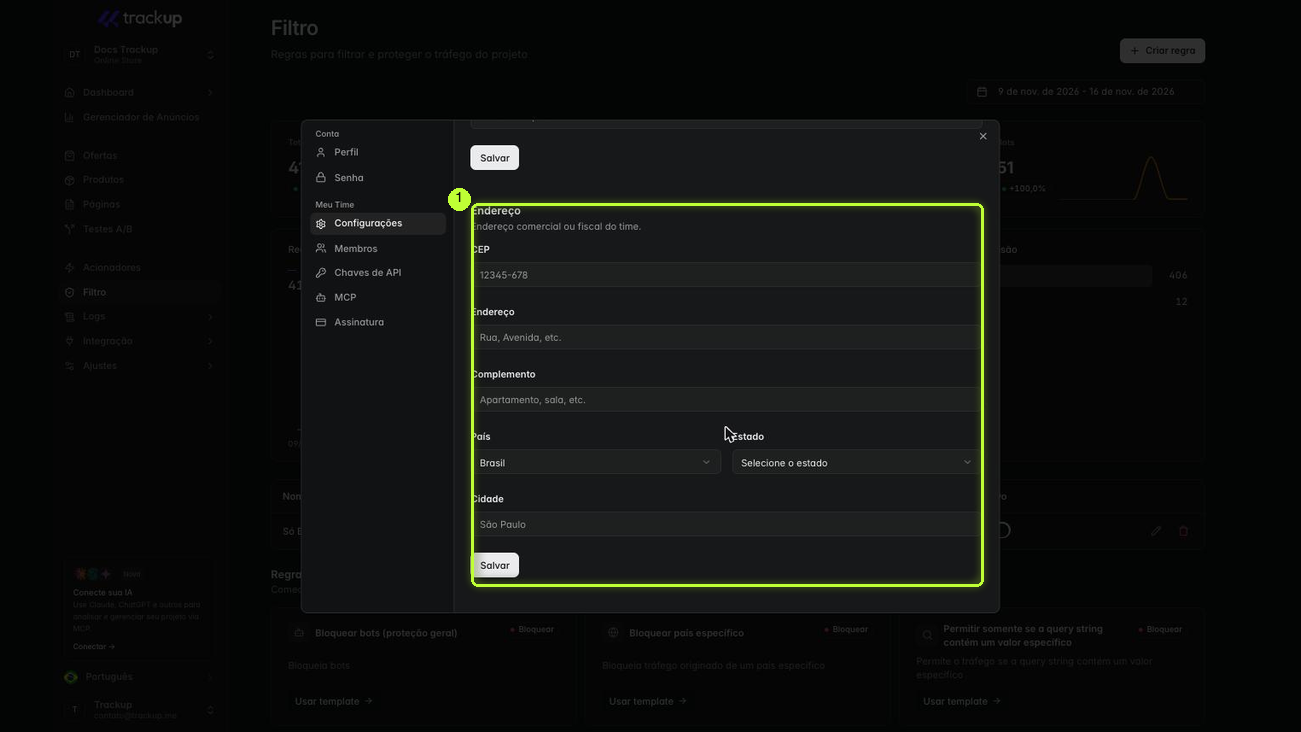 trackup
DT
Docs Trackup
Online Store
Dashboard
Gerenciador de Anúncios
Ofertas
Produtos
Páginas
Testes A/B
Acionadores
Filtro
Logs
Integração
Ajustes
Novo
Conecte sua IA
Use Claude, ChatGPT e outros para
analisar e gerenciar seu projeto via
MCP.
Conectar →
Português
T
Trackup
contato@trackup.me
Filtro
Regras para filtrar e proteger o tráfego do projeto
+ Criar regra
9 de nov. de 2026 - 16 de nov. de 2026
+100,0%
406
12
Conta
Perfil
Senha
Meu Time
Configurações
Membros
Chaves de API
MCP
Assinatura
Salvar
1
Endereço
Endereço comercial ou fiscal do time.
CEP
12345-678
Endereço
Rua, Avenida, etc.
Complemento
Apartamento, sala, etc.
País
Estado
Brasil
Selecione o estado
Cidade
São Paulo
Salvar
Bloquear bots (proteção geral)
Bloquear
Bloqueia bots
Usar template →
Bloquear país específico
Bloquear
Bloqueia tráfego originado de um país específico
Usar template →
Permitir somente se a query string
contém um valor específico
Bloquear
Permite o tráfego se a query string contém um valor
específico
Usar template →